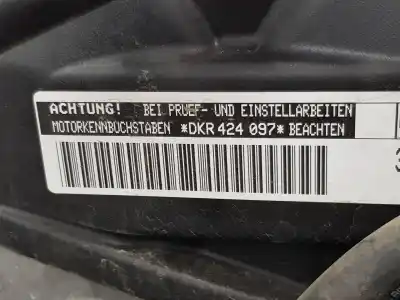 ACHTUNG! BEI PRUEF- UND EINSTELLARBEITEN
MOTORKENNBUCHSTABEN *DKR 424 097* BEACHTEN